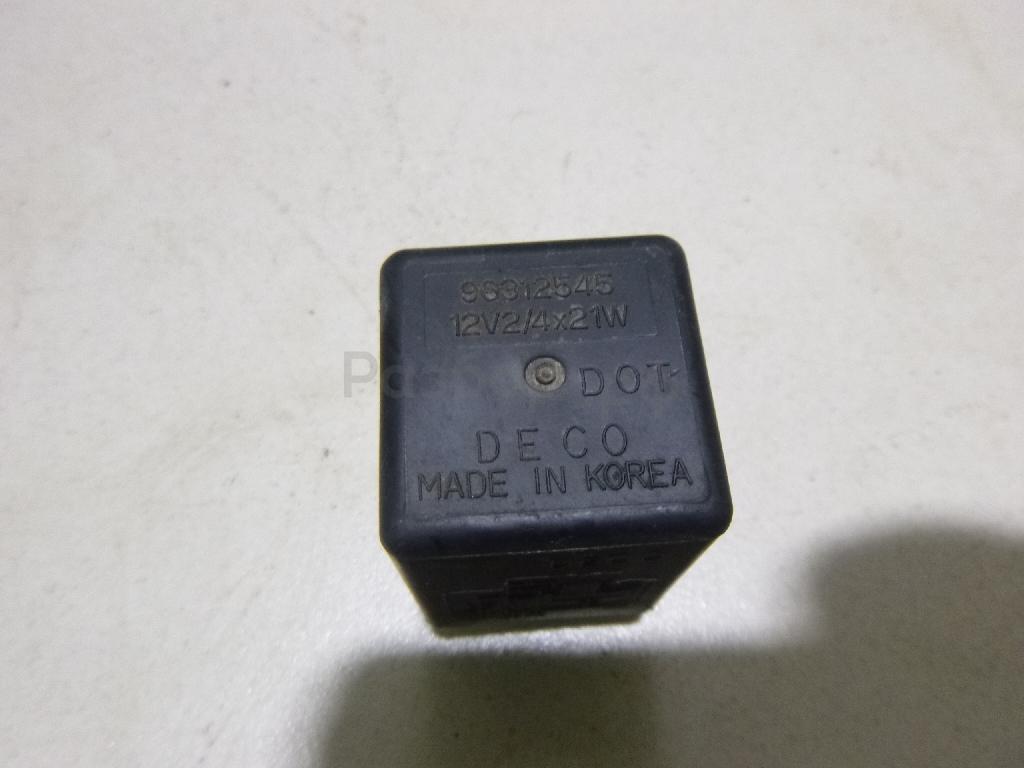 96312545
12V2/4x21W
DOT
DECO
MADE IN KOREA